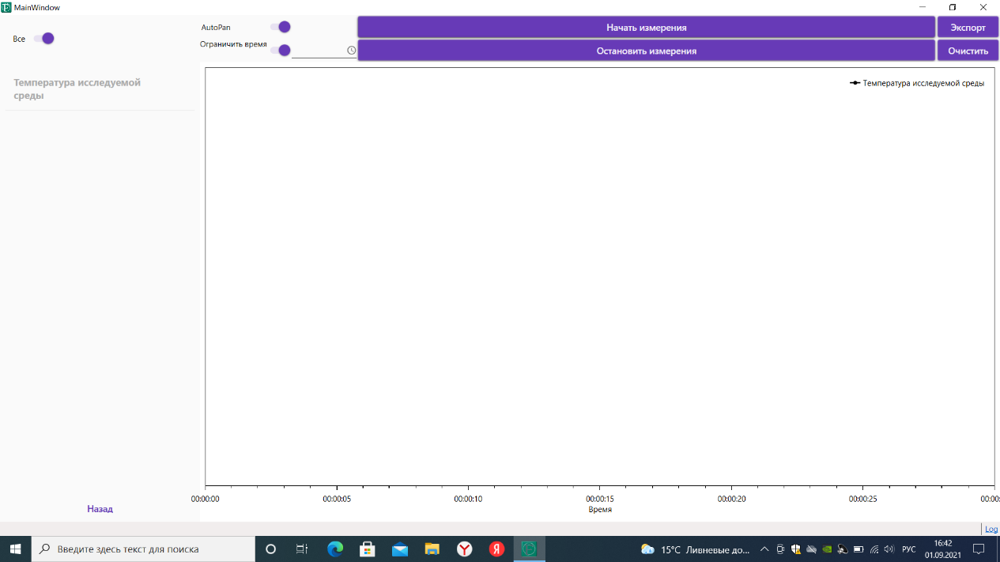 MainWindow
Все
AutoPan
Ограничить время
Начать измерения
Экспорт
Остановить измерения
Очистить
Температура исследуемой
среды
Температура исследуемой среды
00:00:00 00:00:05 00:00:10 00:00:15 00:00:20 00:00:25 00:00:
Время
Назад
Log
Введите здесь текст для поиска
15°C Ливневые до...
РУС
16:42
01.09.2021